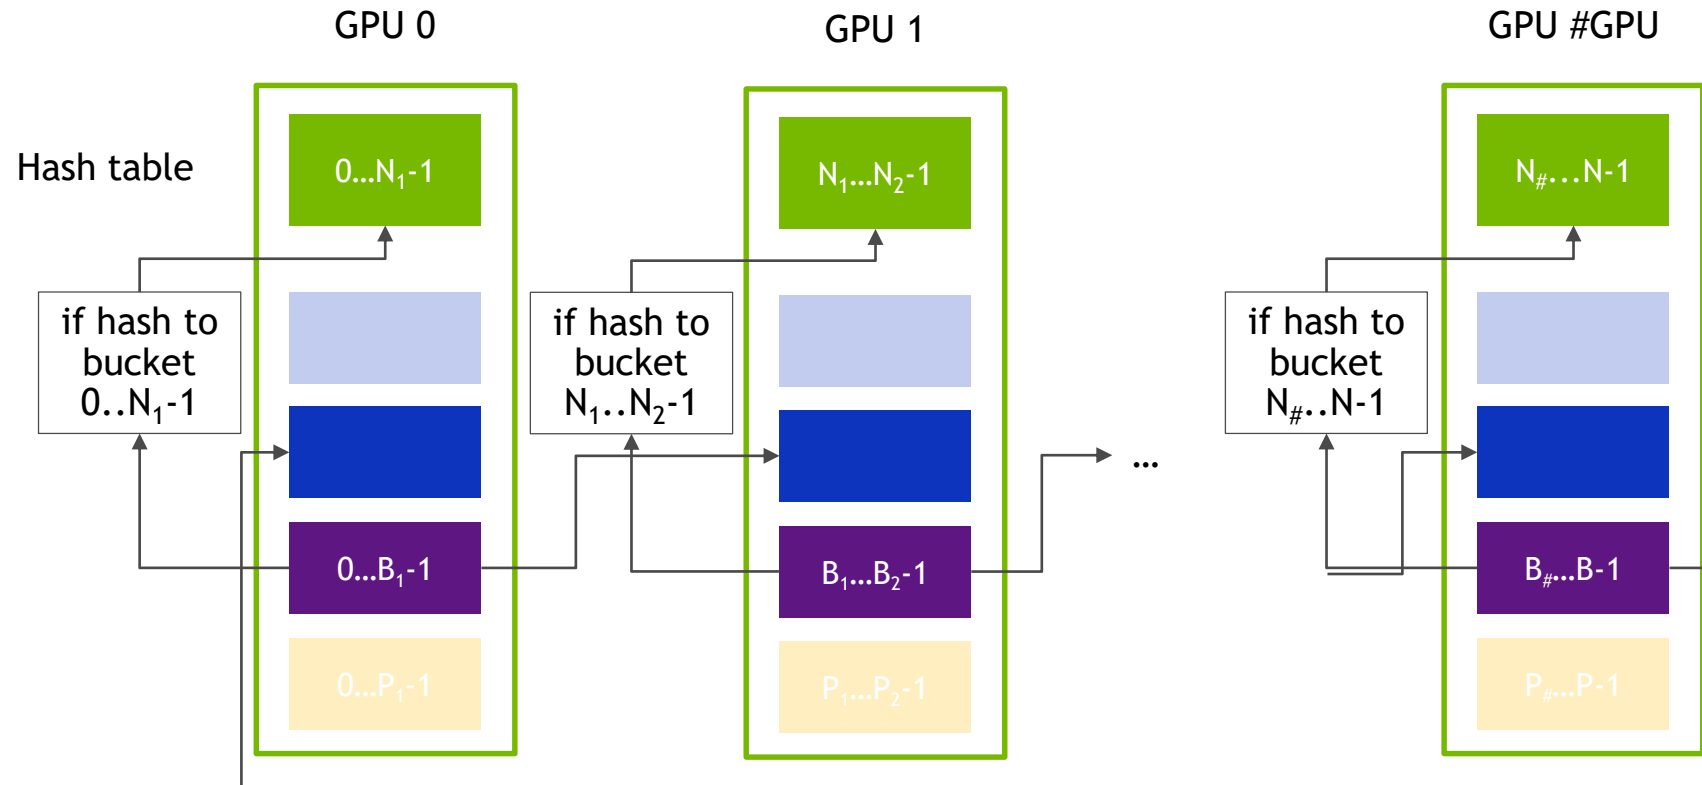 GPU 0
GPU 1
GPU #GPU
Hash table
0...N₁-1
N₁...N₂-1
N#...N-1
if hash to
bucket
0..N₁-1
if hash to
bucket
N₁..N₂-1
if hash to
bucket
N#..N-1
...
0...B₁-1
B₁...B₂-1
B#...B-1
0...P₁-1
P₁...P₂-1
P#...P-1